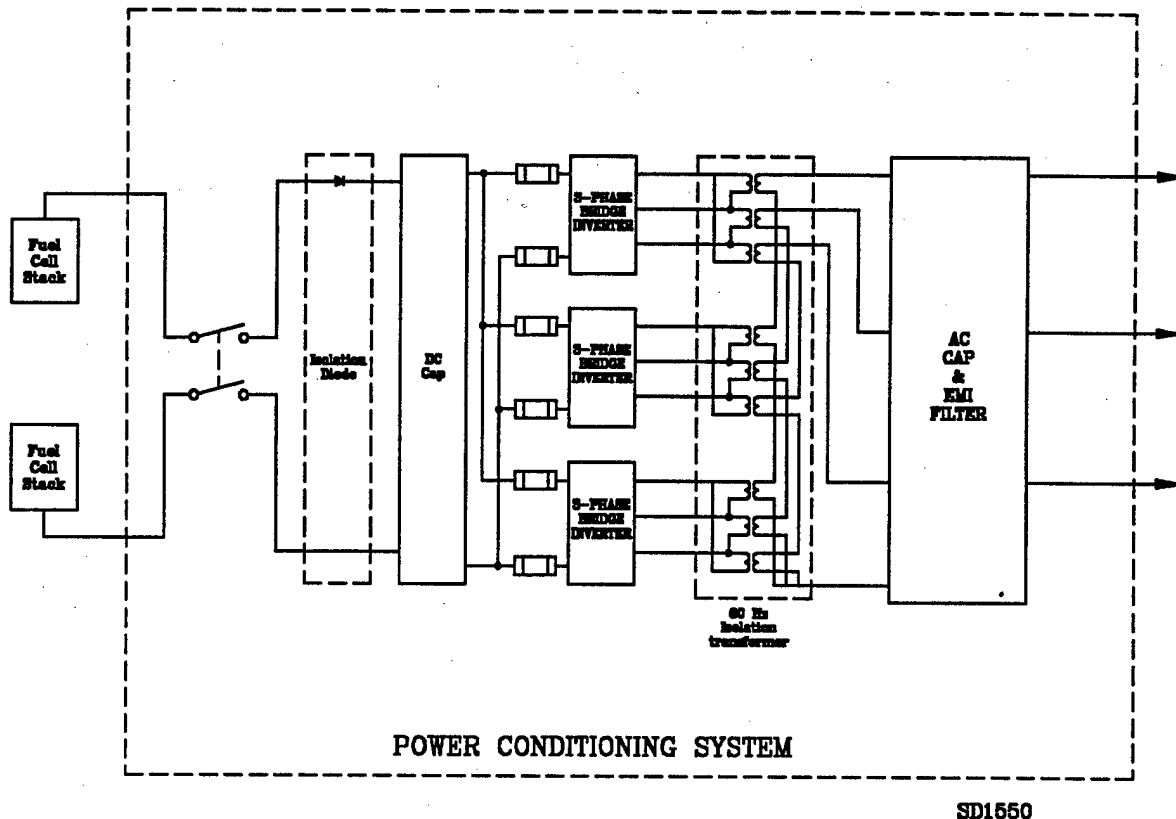 Fuel
Cell
Stack
Fuel
Cell
Stack
Isolation
Diode
DC
Cap
3-PHASE
BRIDGE
INVERTER
3-PHASE
BRIDGE
INVERTER
3-PHASE
BRIDGE
INVERTER
60 Hz
Isolation
transformer
AC
CAP
&
EMI
FILTER
POWER CONDITIONING SYSTEM
SD1550